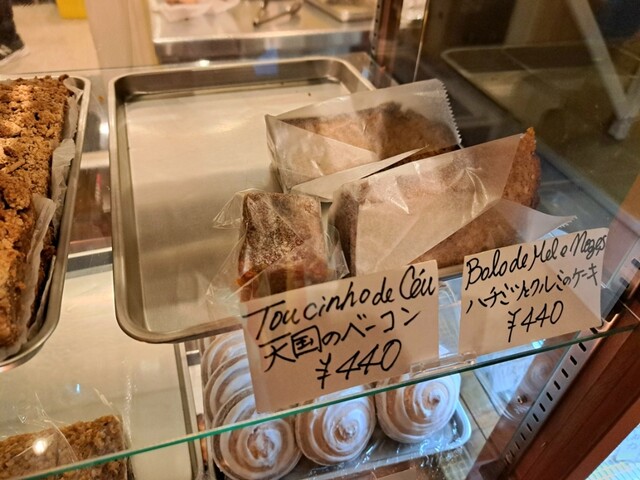 Toucinho de Céu
天国のベーコン
¥440
Bolo de Mel e Nozes
ハチミツとクルミのケーキ
¥440